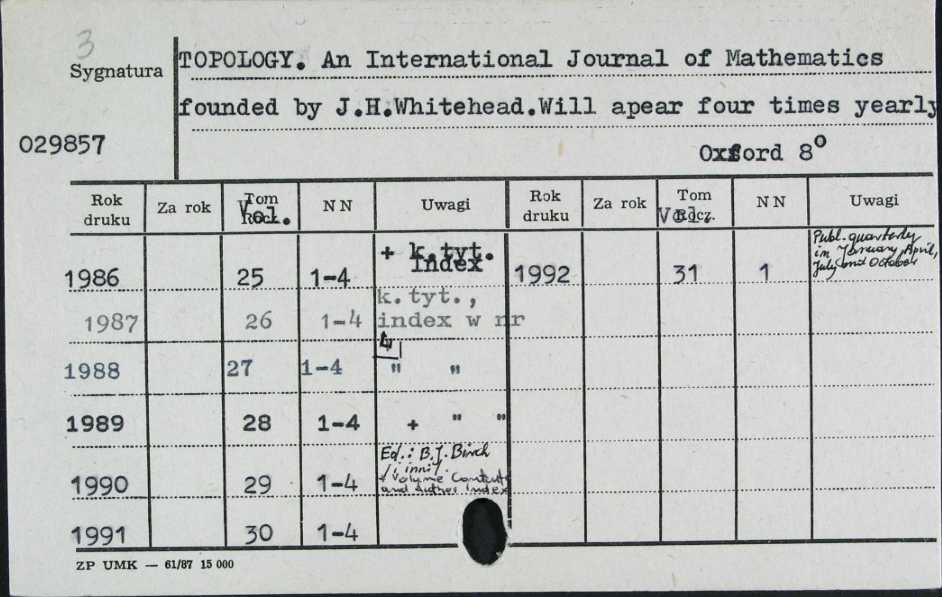 3
Sygnatura
029857
TOPOLOGY. An International Journal of Mathematics
founded by J.H.Whitehead.Will apear four times yearly
Oxford 8°
Rok druku Za rok Tom Vol. NN Uwagi Rok druku Za rok Tom Vol. Rocz. NN Uwagi
1986 25 1-4 + k.tyt. Index 1992 31 1 Publ. quarterly in January, April, July and October
1987 26 1-4 k.tyt., index w nr 4
1988 27 1-4 " "
1989 28 1-4 + " "
1990 29 1-4 Ed.: B.J. Birch /i inni/. + Volume Contents and author index
1991 30 1-4
ZP UMK — 61/87 15 000